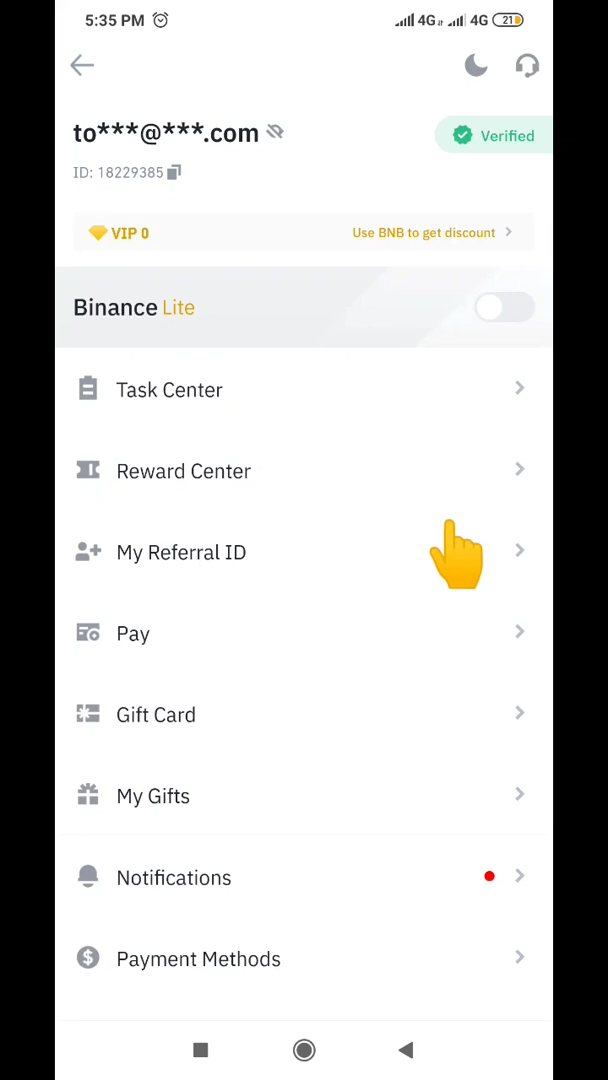 5:35 PM 4G 4G 21
to***@***.com
Verified
ID: 18229385
VIP 0 Use BNB to get discount
Binance Lite
Task Center
Reward Center
My Referral ID
Pay
Gift Card
My Gifts
Notifications
Payment Methods